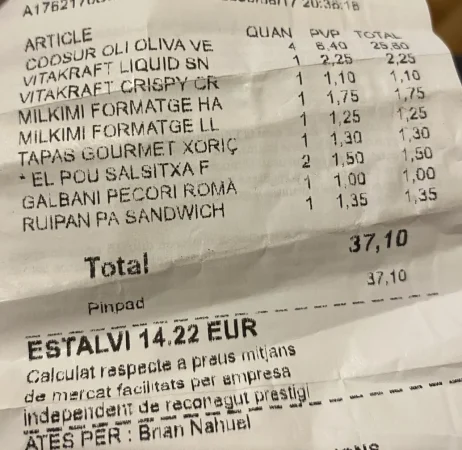 20:36:18
ARTICLE QUAN PVP TOTAL
COOSUR OLI OLIVA VE 4 6,40 25,60
VITAKRAFT LIQUID SN 1 2,25 2,25
VITAKRAFT CRISPY CR 1 1,10 1,10
MILKIMI FORMATGE HA 1 1,75 1,75
MILKIMI FORMATGE LL 1 1,25 1,25
TAPAS GOURMET XORIÇ 1 1,30 1,30
* EL POU SALSITXA F 2 1,50 1,50
GALBANI PECORI ROMÀ 1 1,00 1,00
RUIPAN PA SANDWICH 1 1,35 1,35
Total 37,10
Pinpad 37,10
ESTALVI 14.22 EUR
Calculat respecte a preus mitjans
de mercat facilitats per empresa
independent de reconegut prestigi
ATES PER : Brian Nahuel